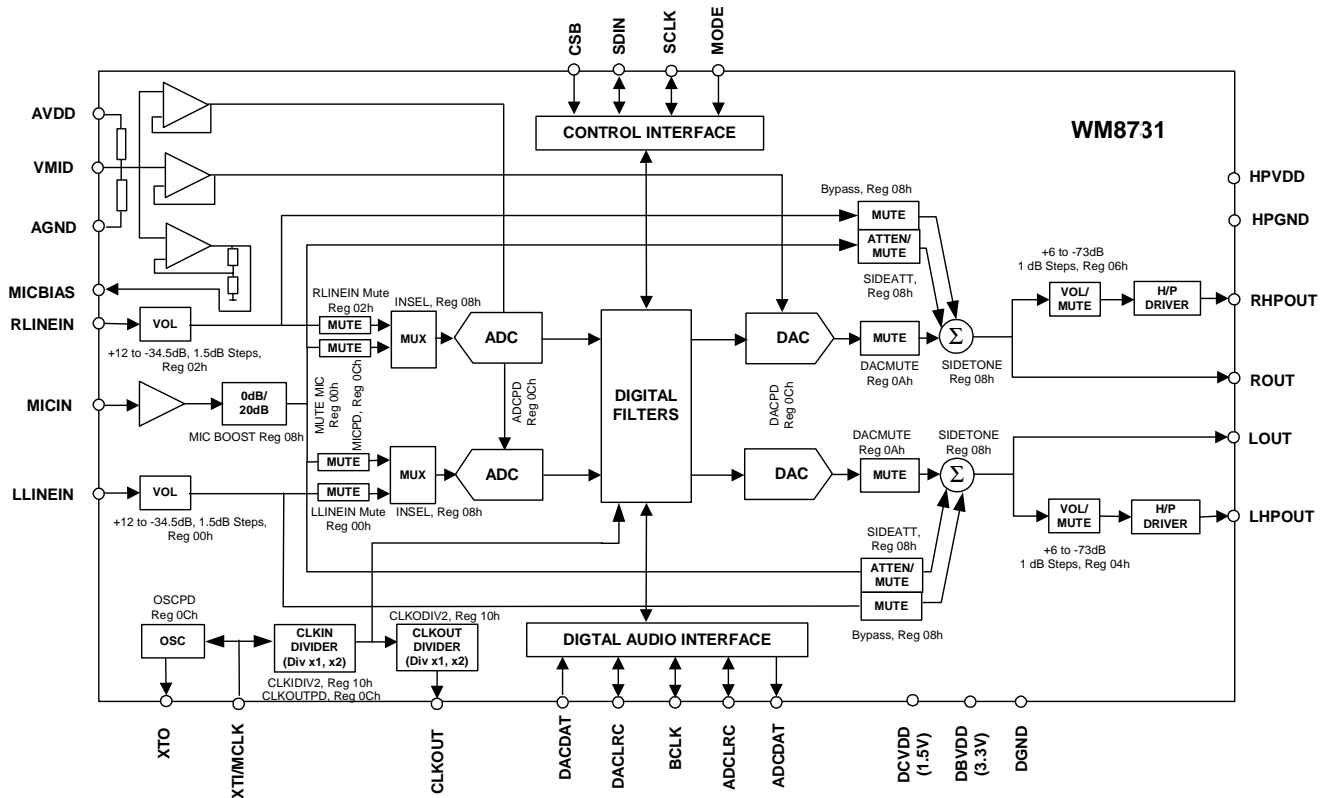 CSB
SDIN
SCLK
MODE
WM8731
AVDD
VMID
AGND
MICBIAS
RLINEIN
MICIN
LLINEIN
CONTROL INTERFACE
HPVDD
HPGND
RHPOUT
ROUT
LOUT
LHPOUT
Bypass, Reg 08h
MUTE
ATTEN/
MUTE
SIDEATT,
Reg 08h
+6 to -73dB
1 dB Steps, Reg 06h
VOL/
MUTE
H/P
DRIVER
VOL
+12 to -34.5dB, 1.5dB Steps,
Reg 02h
RLINEIN Mute
Reg 02h
INSEL, Reg 08h
MUTE
MUTE
MUX
ADC
DAC
MUTE
Σ
DACMUTE
Reg 0Ah
SIDETONE
Reg 08h
0dB/
20dB
MIC BOOST Reg 08h
MUTE MIC
Reg 00h
MICPD, Reg 0Ch
ADCPD
Reg 0Ch
DIGITAL
FILTERS
DACPD
Reg 0Ch
DACMUTE
Reg 0Ah
SIDETONE
Reg 08h
MUTE
MUTE
MUX
ADC
DAC
MUTE
Σ
VOL
+12 to -34.5dB, 1.5dB Steps,
Reg 00h
LLINEIN Mute
Reg 00h
INSEL, Reg 08h
VOL/
MUTE
H/P
DRIVER
+6 to -73dB
1 dB Steps, Reg 04h
SIDEATT,
Reg 08h
ATTEN/
MUTE
MUTE
Bypass, Reg 08h
OSCPD
Reg 0Ch
OSC
CLKIN
DIVIDER
(Div x1, x2)
CLKIDIV2, Reg 10h
CLKOUTPD, Reg 0Ch
CLKODIV2, Reg 10h
CLKOUT
DIVIDER
(Div x1, x2)
DIGTAL AUDIO INTERFACE
XTO
XTI/MCLK
CLKOUT
DACDAT
DACLRC
BCLK
ADCLRC
ADCDAT
DCVDD
(1.5V)
DBVDD
(3.3V)
DGND